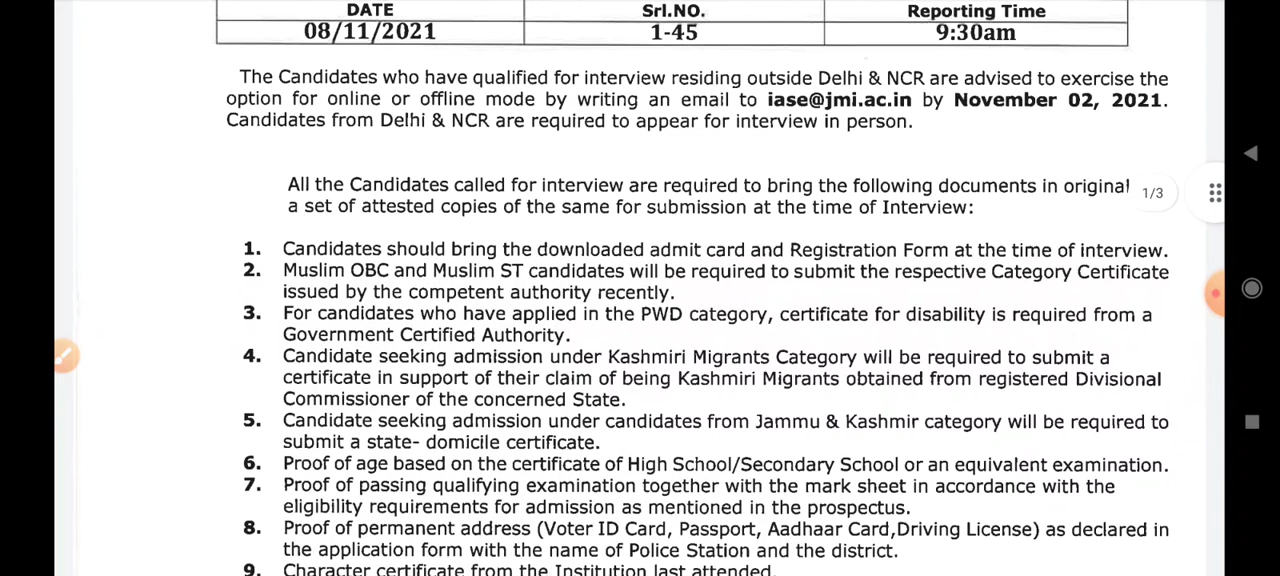 DATE Srl.NO. Reporting Time
08/11/2021 1-45 9:30am
The Candidates who have qualified for interview residing outside Delhi & NCR are advised to exercise the
option for online or offline mode by writing an email to iase@jmi.ac.in by November 02, 2021.
Candidates from Delhi & NCR are required to appear for interview in person.
All the Candidates called for interview are required to bring the following documents in original
1/3
a set of attested copies of the same for submission at the time of Interview:
1. Candidates should bring the downloaded admit card and Registration Form at the time of interview.
2. Muslim OBC and Muslim ST candidates will be required to submit the respective Category Certificate
issued by the competent authority recently.
3. For candidates who have applied in the PWD category, certificate for disability is required from a
Government Certified Authority.
4. Candidate seeking admission under Kashmiri Migrants Category will be required to submit a
certificate in support of their claim of being Kashmiri Migrants obtained from registered Divisional
Commissioner of the concerned State.
5. Candidate seeking admission under candidates from Jammu & Kashmir category will be required to
submit a state- domicile certificate.
6. Proof of age based on the certificate of High School/Secondary School or an equivalent examination.
7. Proof of passing qualifying examination together with the mark sheet in accordance with the
eligibility requirements for admission as mentioned in the prospectus.
8. Proof of permanent address (Voter ID Card, Passport, Aadhaar Card,Driving License) as declared in
the application form with the name of Police Station and the district.
9. Character certificate from the Institution last attended.